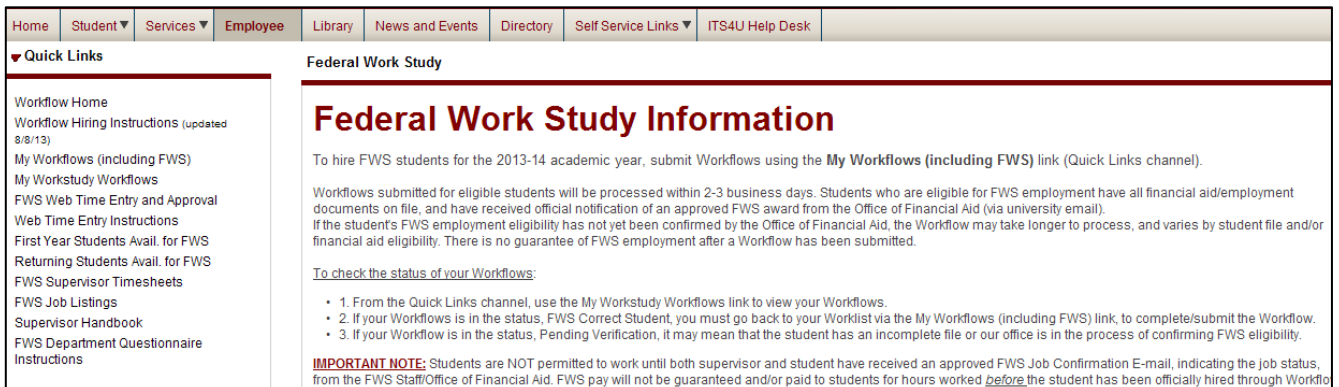 Home Student▼ Services▼ Employee Library News and Events Directory Self Service Links▼ ITS4U Help Desk
Quick Links
Workflow Home
Workflow Hiring Instructions (updated
8/8/13)
My Workflows (including FWS)
My Workstudy Workflows
FWS Web Time Entry and Approval
Web Time Entry Instructions
First Year Students Avail. for FWS
Returning Students Avail. for FWS
FWS Supervisor Timesheets
FWS Job Listings
Supervisor Handbook
FWS Department Questionnaire
Instructions
Federal Work Study
Federal Work Study Information
To hire FWS students for the 2013-14 academic year, submit Workflows using the My Workflows (including FWS) link (Quick Links channel).
Workflows submitted for eligible students will be processed within 2-3 business days. Students who are eligible for FWS employment have all financial aid/employment
documents on file, and have received official notification of an approved FWS award from the Office of Financial Aid (via university email).
If the student's FWS employment eligibility has not yet been confirmed by the Office of Financial Aid, the Workflow may take longer to process, and varies by student file and/or
financial aid eligibility. There is no guarantee of FWS employment after a Workflow has been submitted.
To check the status of your Workflows:
• 1. From the Quick Links channel, use the My Workstudy Workflows link to view your Workflows.
• 2. If your Workflows is in the status, FWS Correct Student, you must go back to your Worklist via the My Workflows (including FWS) link, to complete/submit the Workflow.
• 3. If your Workflow is in the status, Pending Verification, it may mean that the student has an incomplete file or our office is in the process of confirming FWS eligibility.
IMPORTANT NOTE: Students are NOT permitted to work until both supervisor and student have received an approved FWS Job Confirmation E-mail, indicating the job status,
from the FWS Staff/Office of Financial Aid. FWS pay will not be guaranteed and/or paid to students for hours worked before the student has been officially hired through Workflo